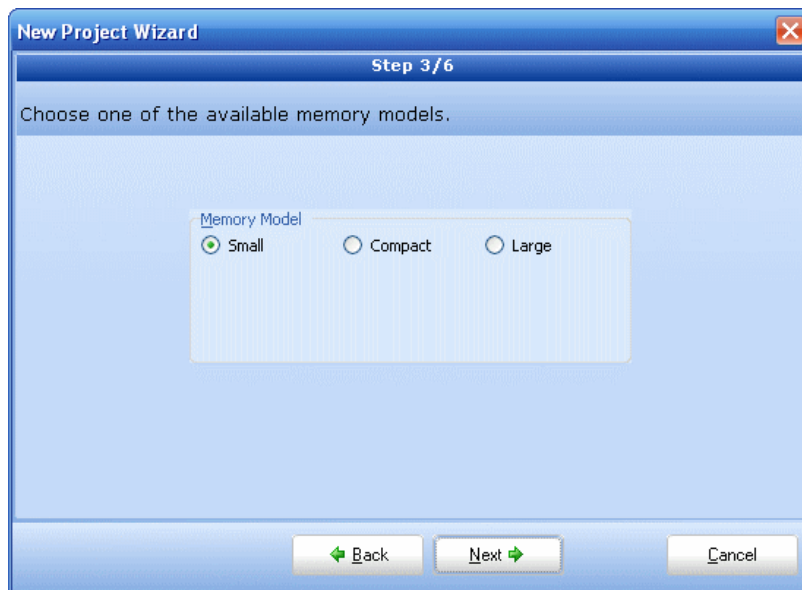 New Project Wizard
Step 3/6
Choose one of the available memory models.
Memory Model
Small Compact Large
Back Next Cancel